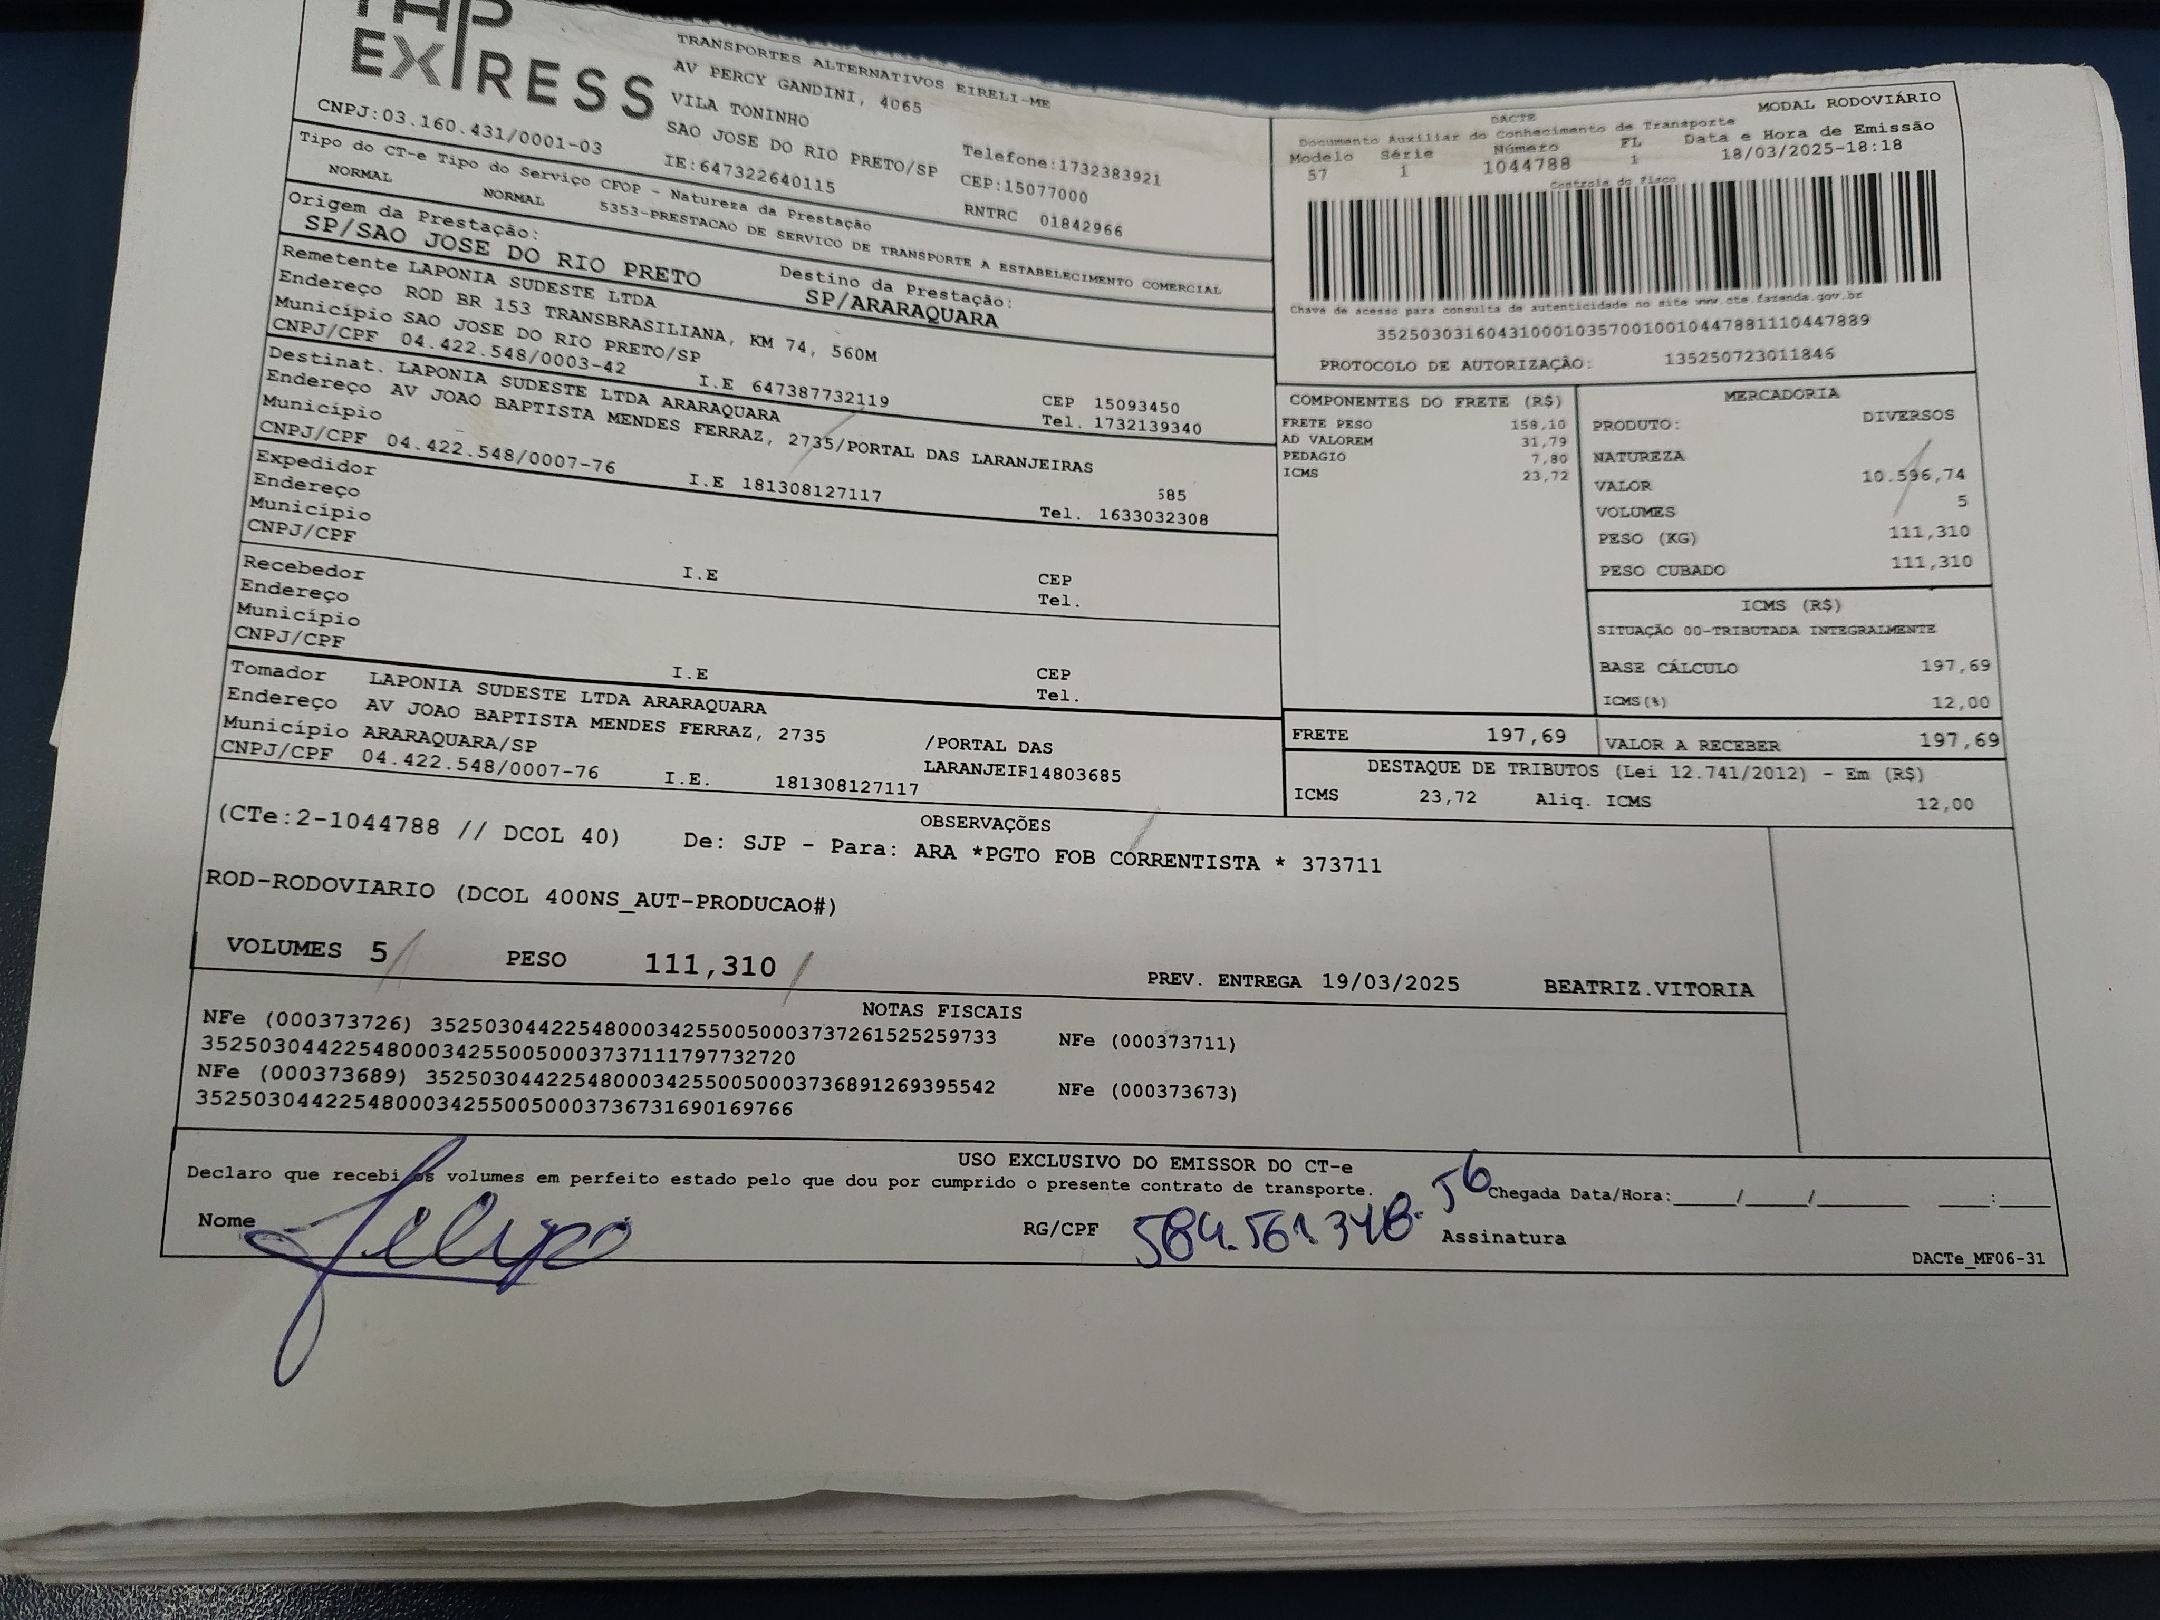 EXPRESS
TRANSPORTES ALTERNATIVOS EIRELI-ME
AV PERCY GANDINI, 4065
VILA TONINHO
SAO JOSE DO RIO PRETO/SP
Telefone:1732383921
CNPJ:03.160.431/0001-03
IE:647322640115
CEP:15077000
RNTRC 01842966
Tipo do CT-e Tipo do Serviço CFOP - Natureza da Prestação
NORMAL NORMAL 5353-PRESTACAO DE SERVICO DE TRANSPORTE A ESTABELECIMENTO COMERCIAL
Origem da Prestação:
SP/SAO JOSE DO RIO PRETO
Destino da Prestação:
SP/ARARAQUARA
Remetente LAPONIA SUDESTE LTDA
Endereço ROD BR 153 TRANSBRASILIANA, KM 74, 560M
Município SAO JOSE DO RIO PRETO/SP
CEP 15093450
CNPJ/CPF 04.422.548/0003-42 I.E 647387732119 Tel. 1732139340
Destinat. LAPONIA SUDESTE LTDA ARARAQUARA
Endereço AV JOAO BAPTISTA MENDES FERRAZ, 2735/PORTAL DAS LARANJEIRAS
Município 585
CNPJ/CPF 04.422.548/0007-76 I.E 181308127117 Tel. 1633032308
Expedidor
Endereço
Município CEP
CNPJ/CPF I.E Tel.
Recebedor
Endereço
Município CEP
CNPJ/CPF I.E Tel.
Tomador LAPONIA SUDESTE LTDA ARARAQUARA
Endereço AV JOAO BAPTISTA MENDES FERRAZ, 2735 /PORTAL DAS
Município ARARAQUARA/SP LARANJEIR14803685
CNPJ/CPF 04.422.548/0007-76 I.E. 181308127117
DACTE MODAL RODOVIÁRIO
Documento Auxiliar do Conhecimento de Transporte
Modelo Série Número FL Data e Hora de Emissão
57 1 1044788 1 18/03/2025-18:18
Controle do Fisco
Chave de acesso para consulta de autenticidade no site www.cte.fazenda.gov.br
35250303160431000103570010010447881110447889
PROTOCOLO DE AUTORIZAÇÃO: 135250723011846
COMPONENTES DO FRETE (R$)
FRETE PESO 158,10
AD VALOREM 31,79
PEDAGIO 7,80
ICMS 23,72
MERCADORIA
PRODUTO: DIVERSOS
NATUREZA
VALOR 10.596,74
VOLUMES 5
PESO (KG) 111,310
PESO CUBADO 111,310
ICMS (R$)
SITUAÇÃO 00-TRIBUTADA INTEGRALMENTE
BASE CÁLCULO 197,69
ICMS(%) 12,00
FRETE 197,69 VALOR A RECEBER 197,69
DESTAQUE DE TRIBUTOS (Lei 12.741/2012) - Em (R$)
ICMS 23,72 Aliq. ICMS 12,00
OBSERVAÇÕES
(CTe:2-1044788 // DCOL 40) De: SJP - Para: ARA *PGTO FOB CORRENTISTA * 373711
ROD-RODOVIARIO (DCOL 400NS_AUT-PRODUCAO#)
VOLUMES 5 PESO 111,310 PREV. ENTREGA 19/03/2025 BEATRIZ.VITORIA
NOTAS FISCAIS
NFe (000373726) 35250304422548000342550050003737261525259733 NFe (000373711)
35250304422548000342550050003737111797732720
NFe (000373689) 35250304422548000342550050003736891269395542 NFe (000373673)
35250304422548000342550050003736731690169766
USO EXCLUSIVO DO EMISSOR DO CT-e
Declaro que recebi os volumes em perfeito estado pelo que dou por cumprido o presente contrato de transporte. Chegada Data/Hora:____/____/______ ___:___
Nome Felipo RG/CPF 584.561.348-56 Assinatura
DACTe_MF06-31